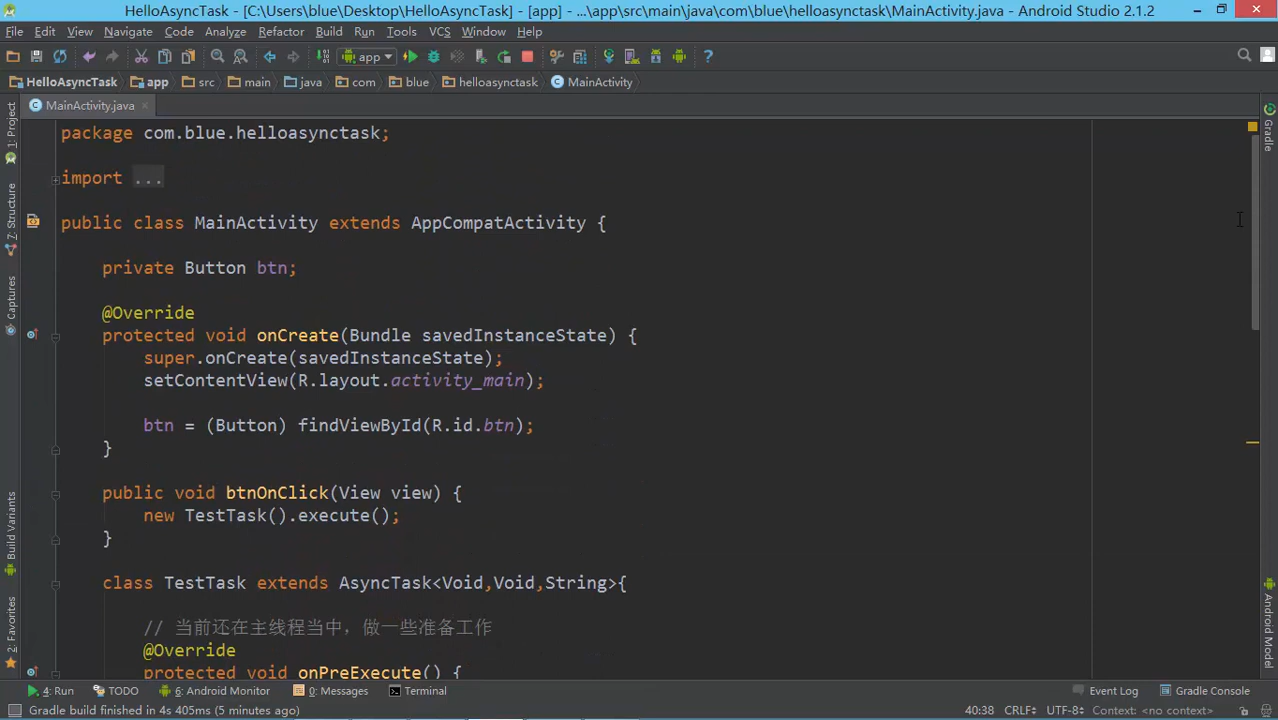 HelloAsyncTask - [C:\Users\blue\Desktop\HelloAsyncTask] - [app] - ...\app\src\main\java\com\blue\helloasynctask\MainActivity.java - Android Studio 2.1.2
File Edit View Navigate Code Analyze Refactor Build Run Tools VCS Window Help
app
HelloAsyncTask app src main java com blue helloasynctask MainActivity
MainActivity.java
1: Project
7: Structure
Captures
Build Variants
2: Favorites
package com.blue.helloasynctask;
import ...
public class MainActivity extends AppCompatActivity {
private Button btn;
@Override
protected void onCreate(Bundle savedInstanceState) {
super.onCreate(savedInstanceState);
setContentView(R.layout.activity_main);
btn = (Button) findViewById(R.id.btn);
}
public void btnOnClick(View view) {
new TestTask().execute();
}
class TestTask extends AsyncTask<Void,Void,String>{
// 当前还在主线程当中，做一些准备工作
@Override
protected void onPreExecute() {
Gradle
Android Model
4: Run TODO 6: Android Monitor 0: Messages Terminal Event Log Gradle Console
Gradle build finished in 4s 405ms (5 minutes ago) 40:38 CRLF÷ UTF-8÷ Context: <no context>